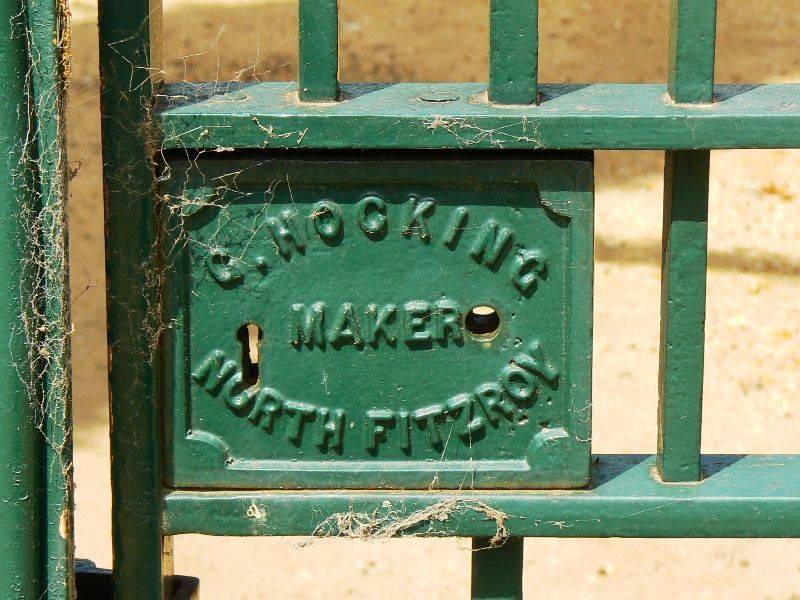 C. HOCKING
MAKER
NORTH FITZROY